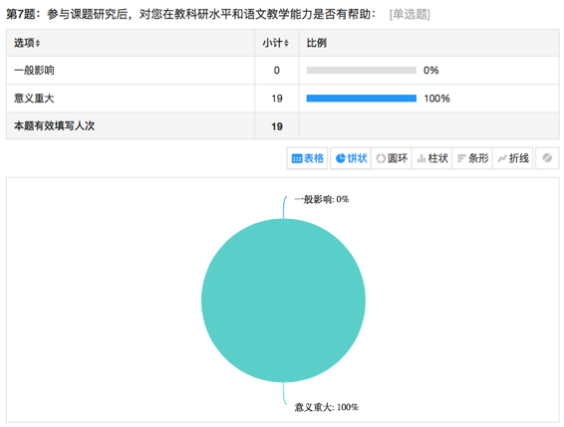 第7题：参与课题研究后，对您在教科研水平和语文教学能力是否有帮助： [单选题]
选项 小计 比例
一般影响 0 0%
意义重大 19 100%
本题有效填写人次 19
表格 饼状 圆环 柱状 条形 折线
一般影响: 0%
意义重大: 100%